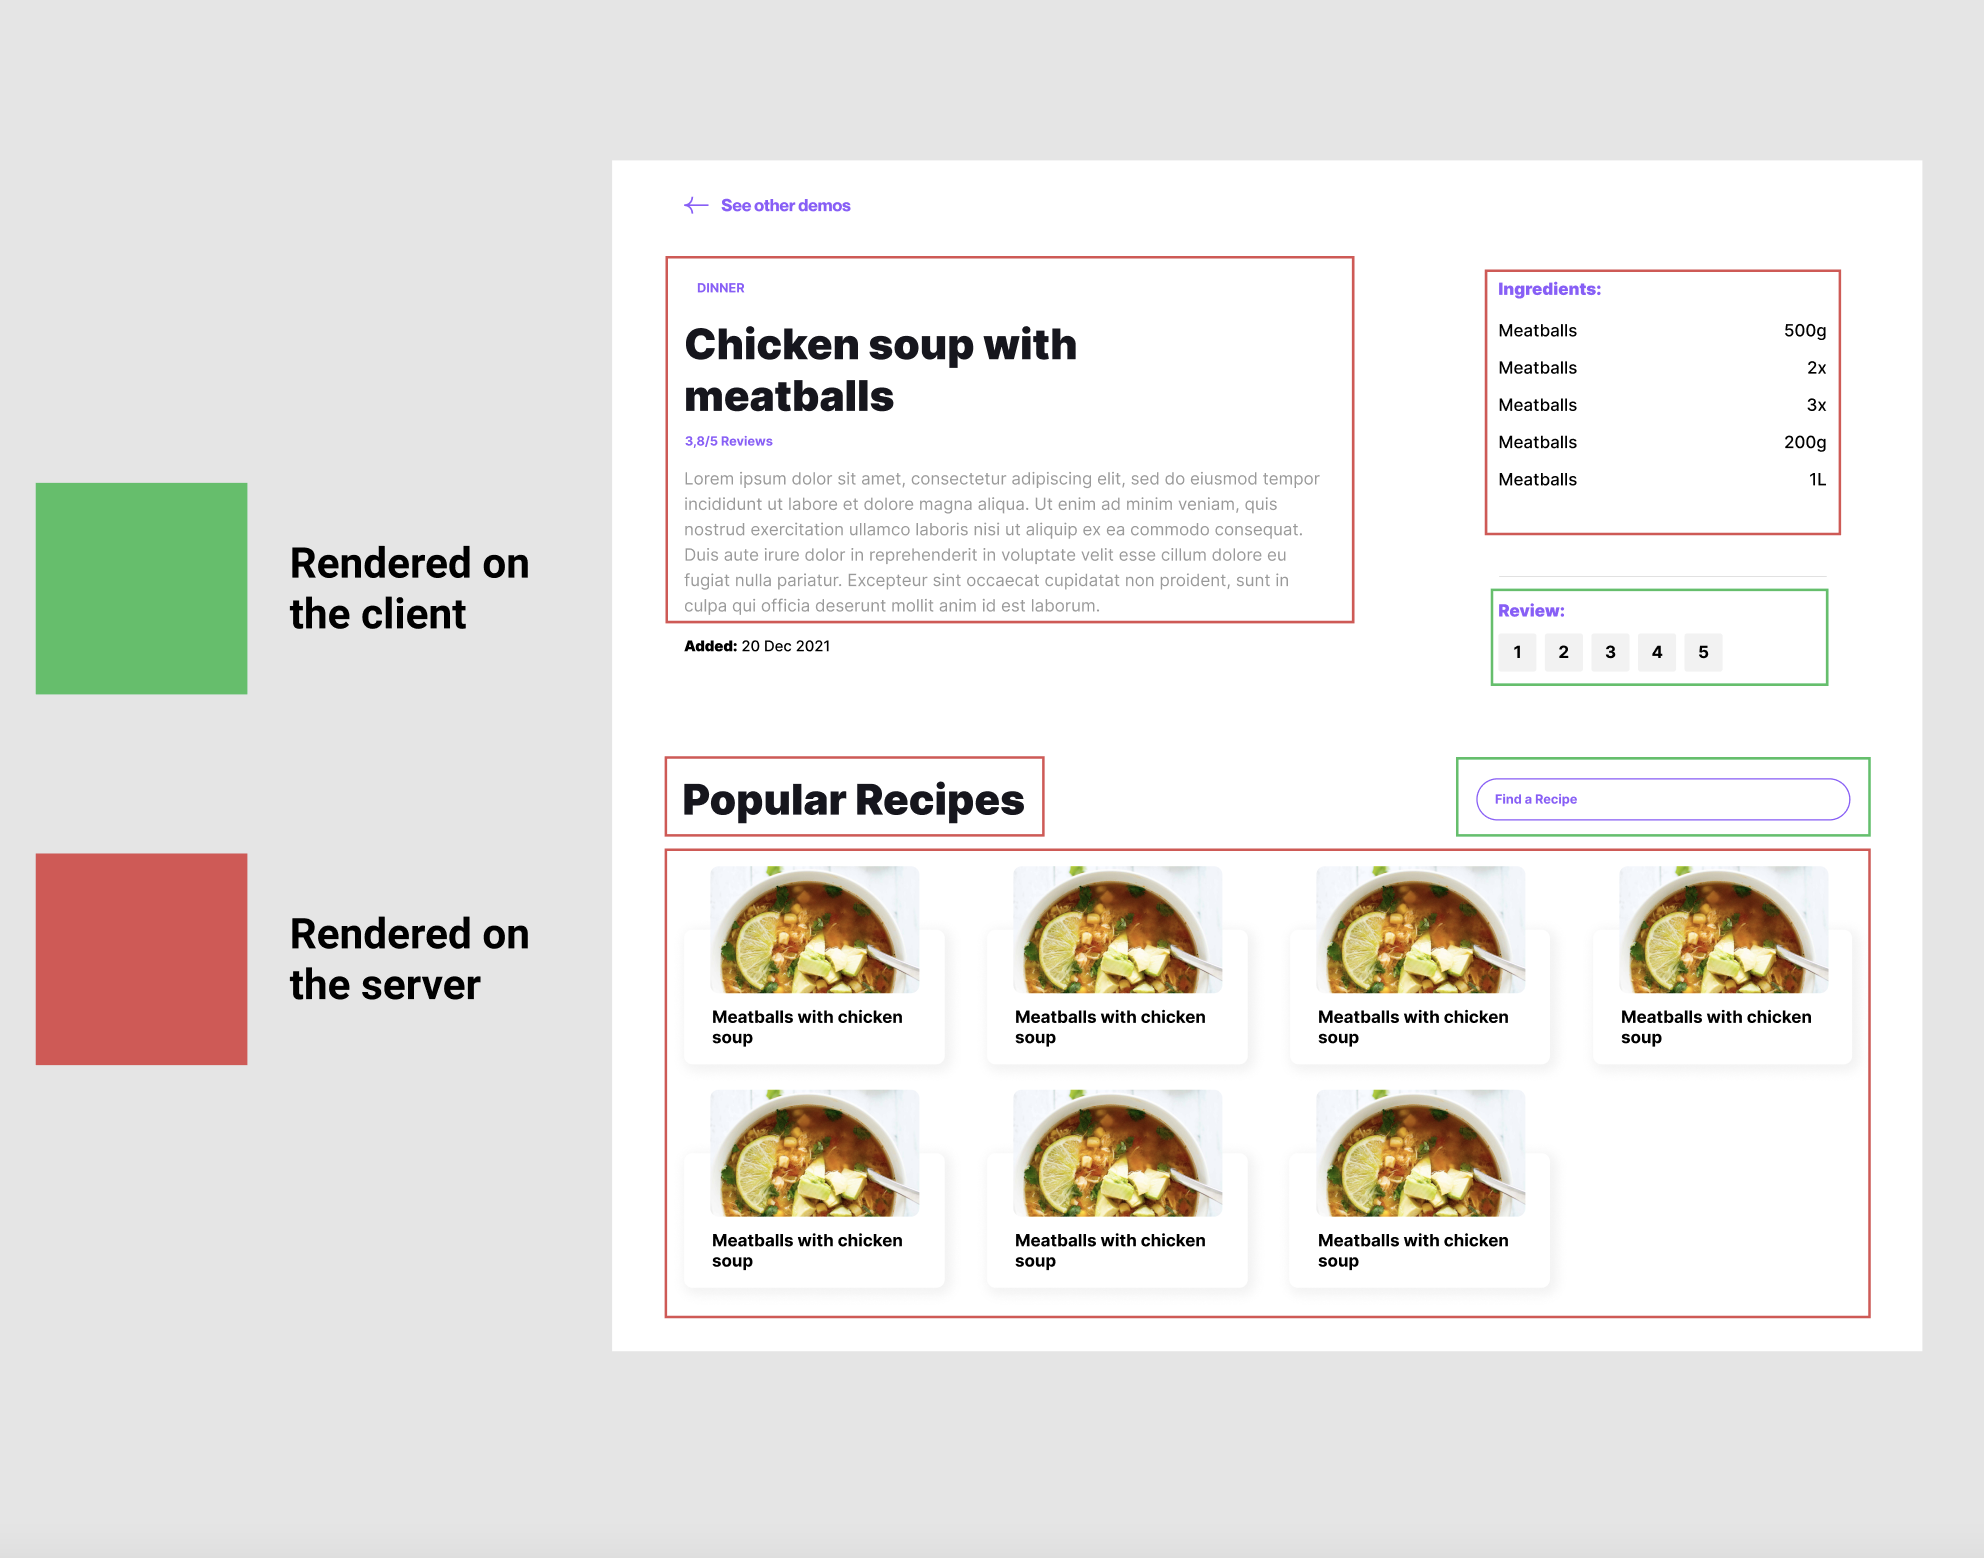 Rendered on
the client
Rendered on
the server
See other demos
DINNER
Chicken soup with
meatballs
3,8/5 Reviews
Lorem ipsum dolor sit amet, consectetur adipiscing elit, sed do eiusmod tempor
incididunt ut labore et dolore magna aliqua. Ut enim ad minim veniam, quis
nostrud exercitation ullamco laboris nisi ut aliquip ex ea commodo consequat.
Duis aute irure dolor in reprehenderit in voluptate velit esse cillum dolore eu
fugiat nulla pariatur. Excepteur sint occaecat cupidatat non proident, sunt in
culpa qui officia deserunt mollit anim id est laborum.
Added: 20 Dec 2021
Ingredients:
Meatballs 500g
Meatballs 2x
Meatballs 3x
Meatballs 200g
Meatballs 1L
Review:
1 2 3 4 5
Popular Recipes
Find a Recipe
Meatballs with chicken
soup
Meatballs with chicken
soup
Meatballs with chicken
soup
Meatballs with chicken
soup
Meatballs with chicken
soup
Meatballs with chicken
soup
Meatballs with chicken
soup